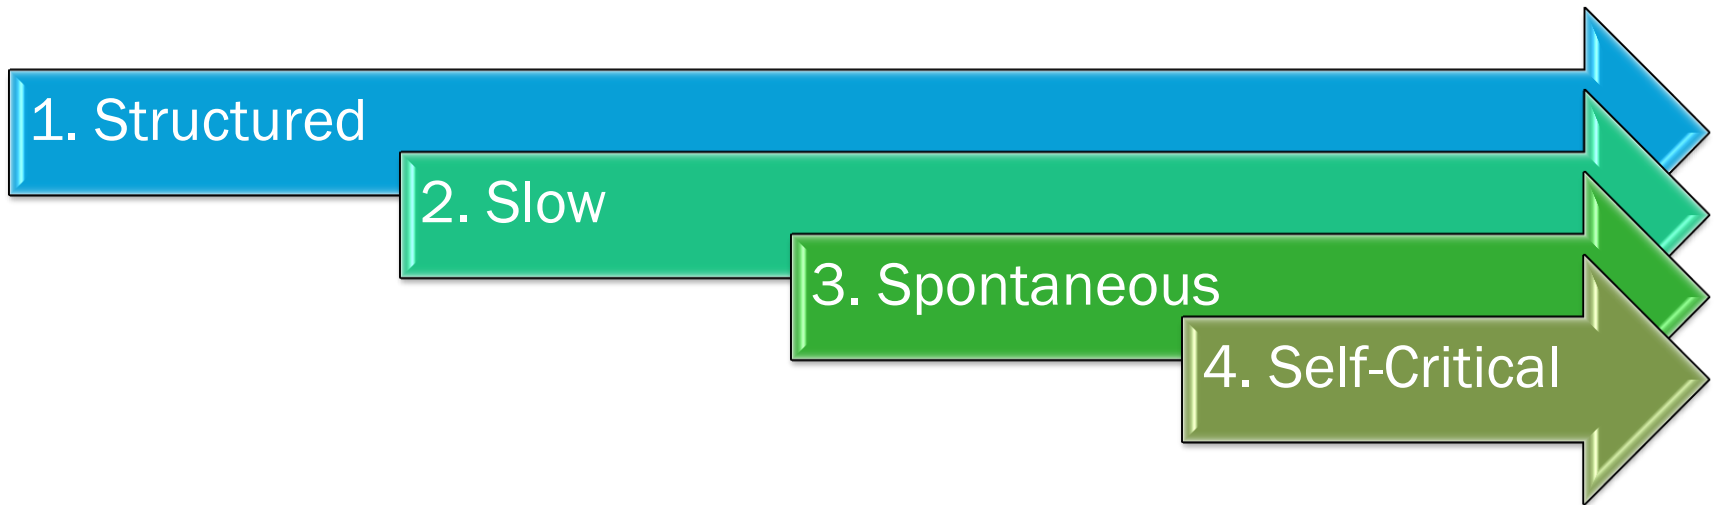 1. Structured
2. Slow
3. Spontaneous
4. Self-Critical